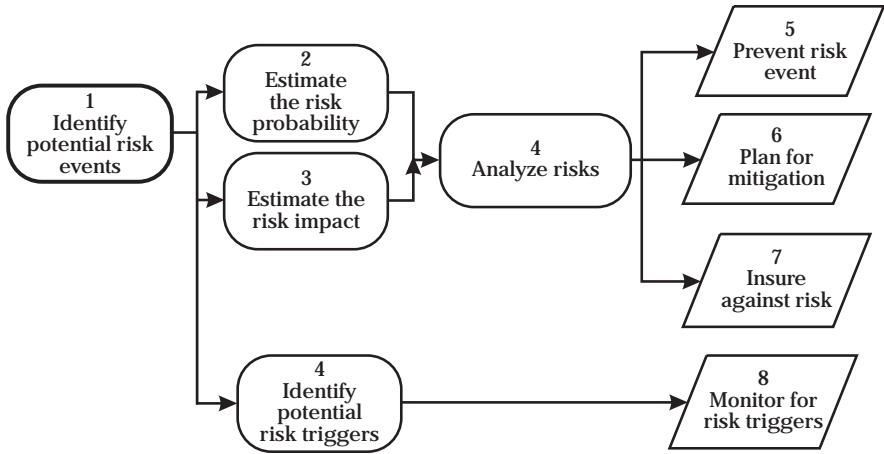 1
Identify
potential risk
events
2
Estimate
the risk
probability
3
Estimate the
risk impact
4
Identify
potential
risk triggers
4
Analyze risks
5
Prevent risk
event
6
Plan for
mitigation
7
Insure
against risk
8
Monitor for
risk triggers